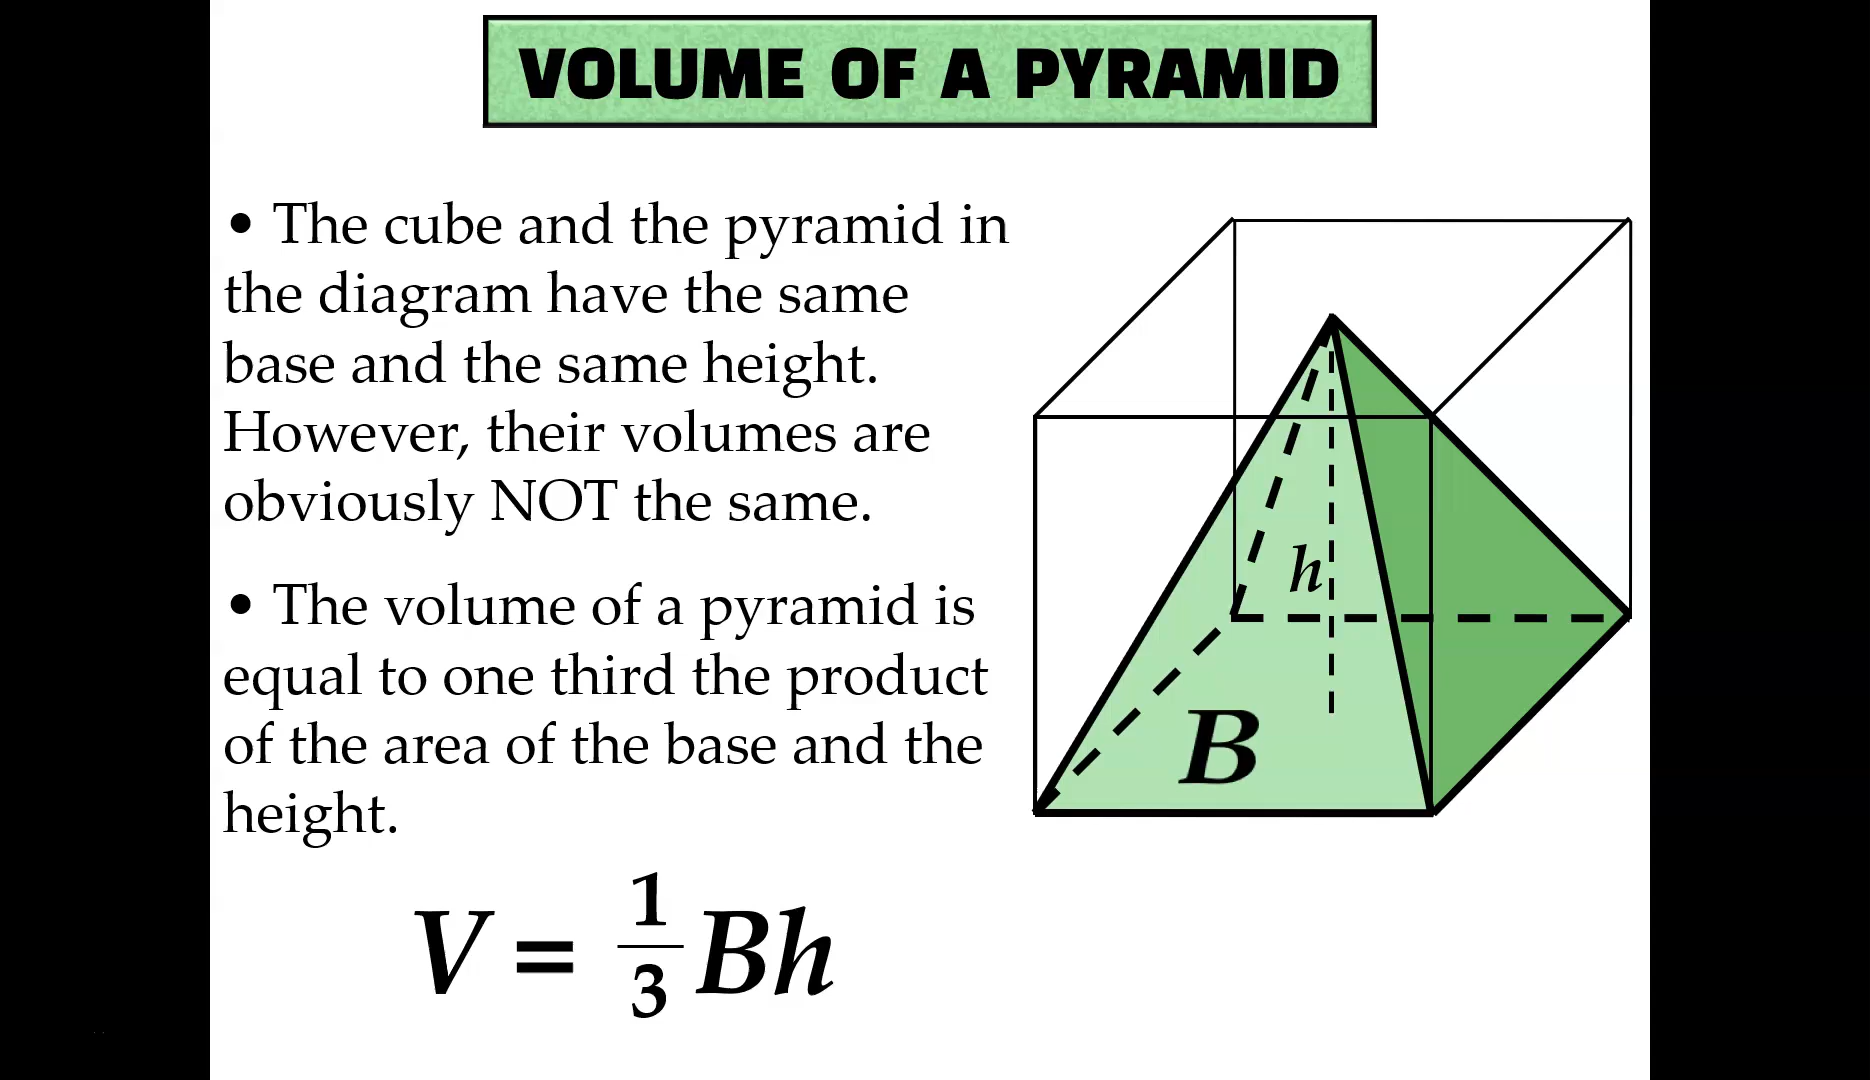 VOLUME OF A PYRAMID
• The cube and the pyramid in
the diagram have the same
base and the same height.
However, their volumes are
obviously NOT the same.
• The volume of a pyramid is
equal to one third the product
of the area of the base and the
height.
V = 1/3 Bh
h
B